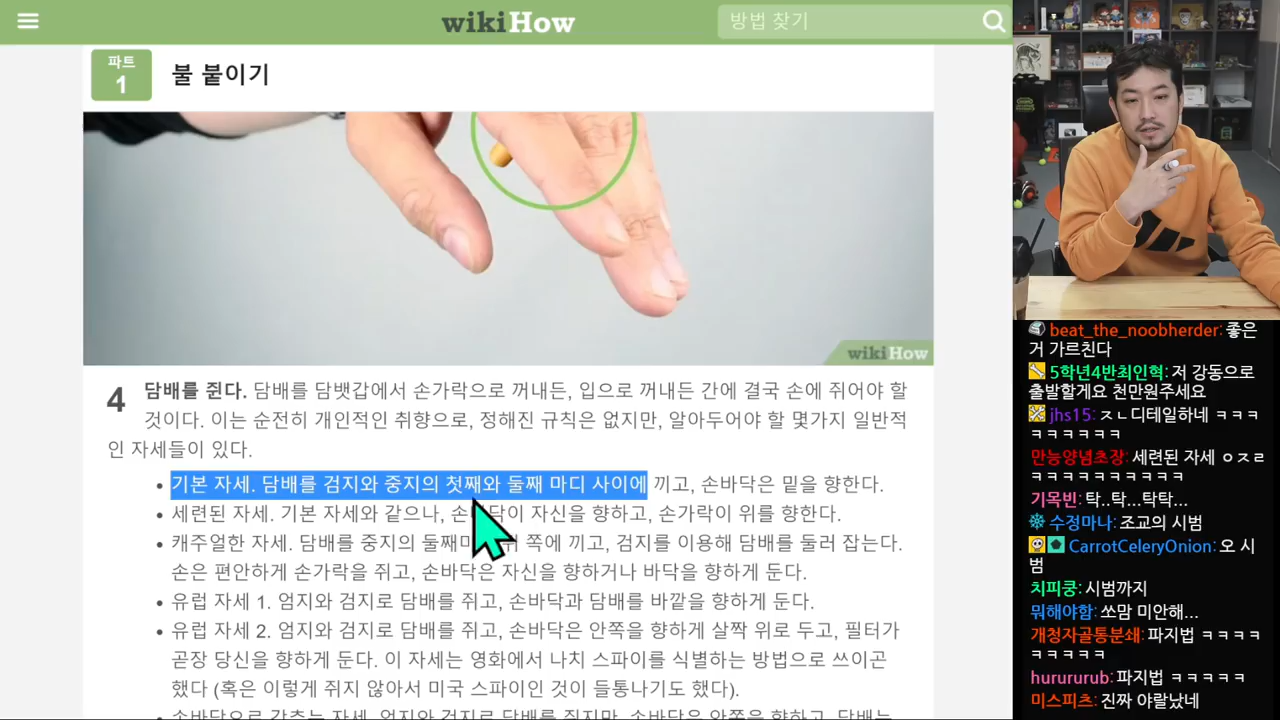 wikiHow
방법 찾기
파트
1
불 붙이기
wikiHow
4
담배를 쥔다. 담배를 담뱃갑에서 손가락으로 꺼내든, 입으로 꺼내든 간에 결국 손에 쥐어야 할
것이다. 이는 순전히 개인적인 취향으로, 정해진 규칙은 없지만, 알아두어야 할 몇가지 일반적
인 자세들이 있다.
기본 자세. 담배를 검지와 중지의 첫째와 둘째 마디 사이에 끼고, 손바닥은 밑을 향한다.
세련된 자세. 기본 자세와 같으나, 손 이 자신을 향하고, 손가락이 위를 향한다.
캐주얼한 자세. 담배를 중지의 쪽에 끼고, 검지를 이용해 담배를 둘러 잡는다.
손은 편안하게 손가락을 쥐고, 손바닥은 자신을 향하거나 바닥을 향하게 둔다.
유럽 자세 1. 엄지와 검지로 담배를 쥐고, 손바닥과 담배를 바깥을 향하게 둔다.
유럽 자세 2. 엄지와 검지로 담배를 쥐고, 손바닥은 안쪽을 향하게 살짝 위로 두고, 필터가
곧장 당신을 향하게 둔다. 이 자세는 영화에서 나치 스파이를 식별하는 방법으로 쓰이곤
했다 (혹은 이렇게 쥐지 않아서 미국 스파이인 것이 들통나기도 했다).
beat_the_noobherder: 좋은
거 가르친다
5학년4반최인혁: 저 강동으로
출발할게요 천만원주세요
jhs15: ㅈㄴ디테일하네 ㅋㅋㅋ
ㅋㅋㅋㅋㅋㅋ
만능양념초장: 세련된 자세 ㅇㅈㄹ
ㅋㅋㅋㅋㅋㅋㅋㅋㅋㅋ
기목빈: 탁..탁...탁탁...
수정마나: 조교의 시범
CarrotCeleryOnion: 오 시
범
치피쿵: 시범까지
뭐해야함: 쏘맘 미안해...
개청자골통분쇄: 파지법 ㅋㅋㅋㅋ
ㅋㅋㅋㅋㅋ
hurururub: 파지법 ㅋㅋㅋㅋㅋ
미스피츠: 진짜 야랄났네